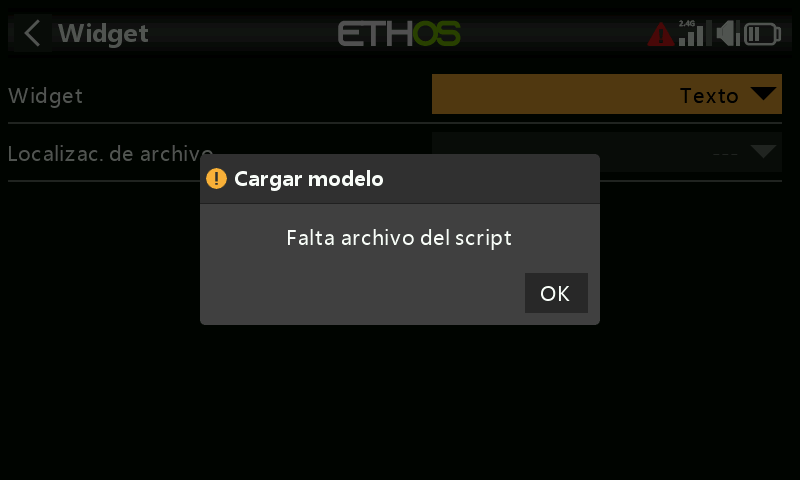 Widget
ETHOS
2.4G
Widget
Texto
Localizac. de archivo
---
Cargar modelo
Falta archivo del script
OK